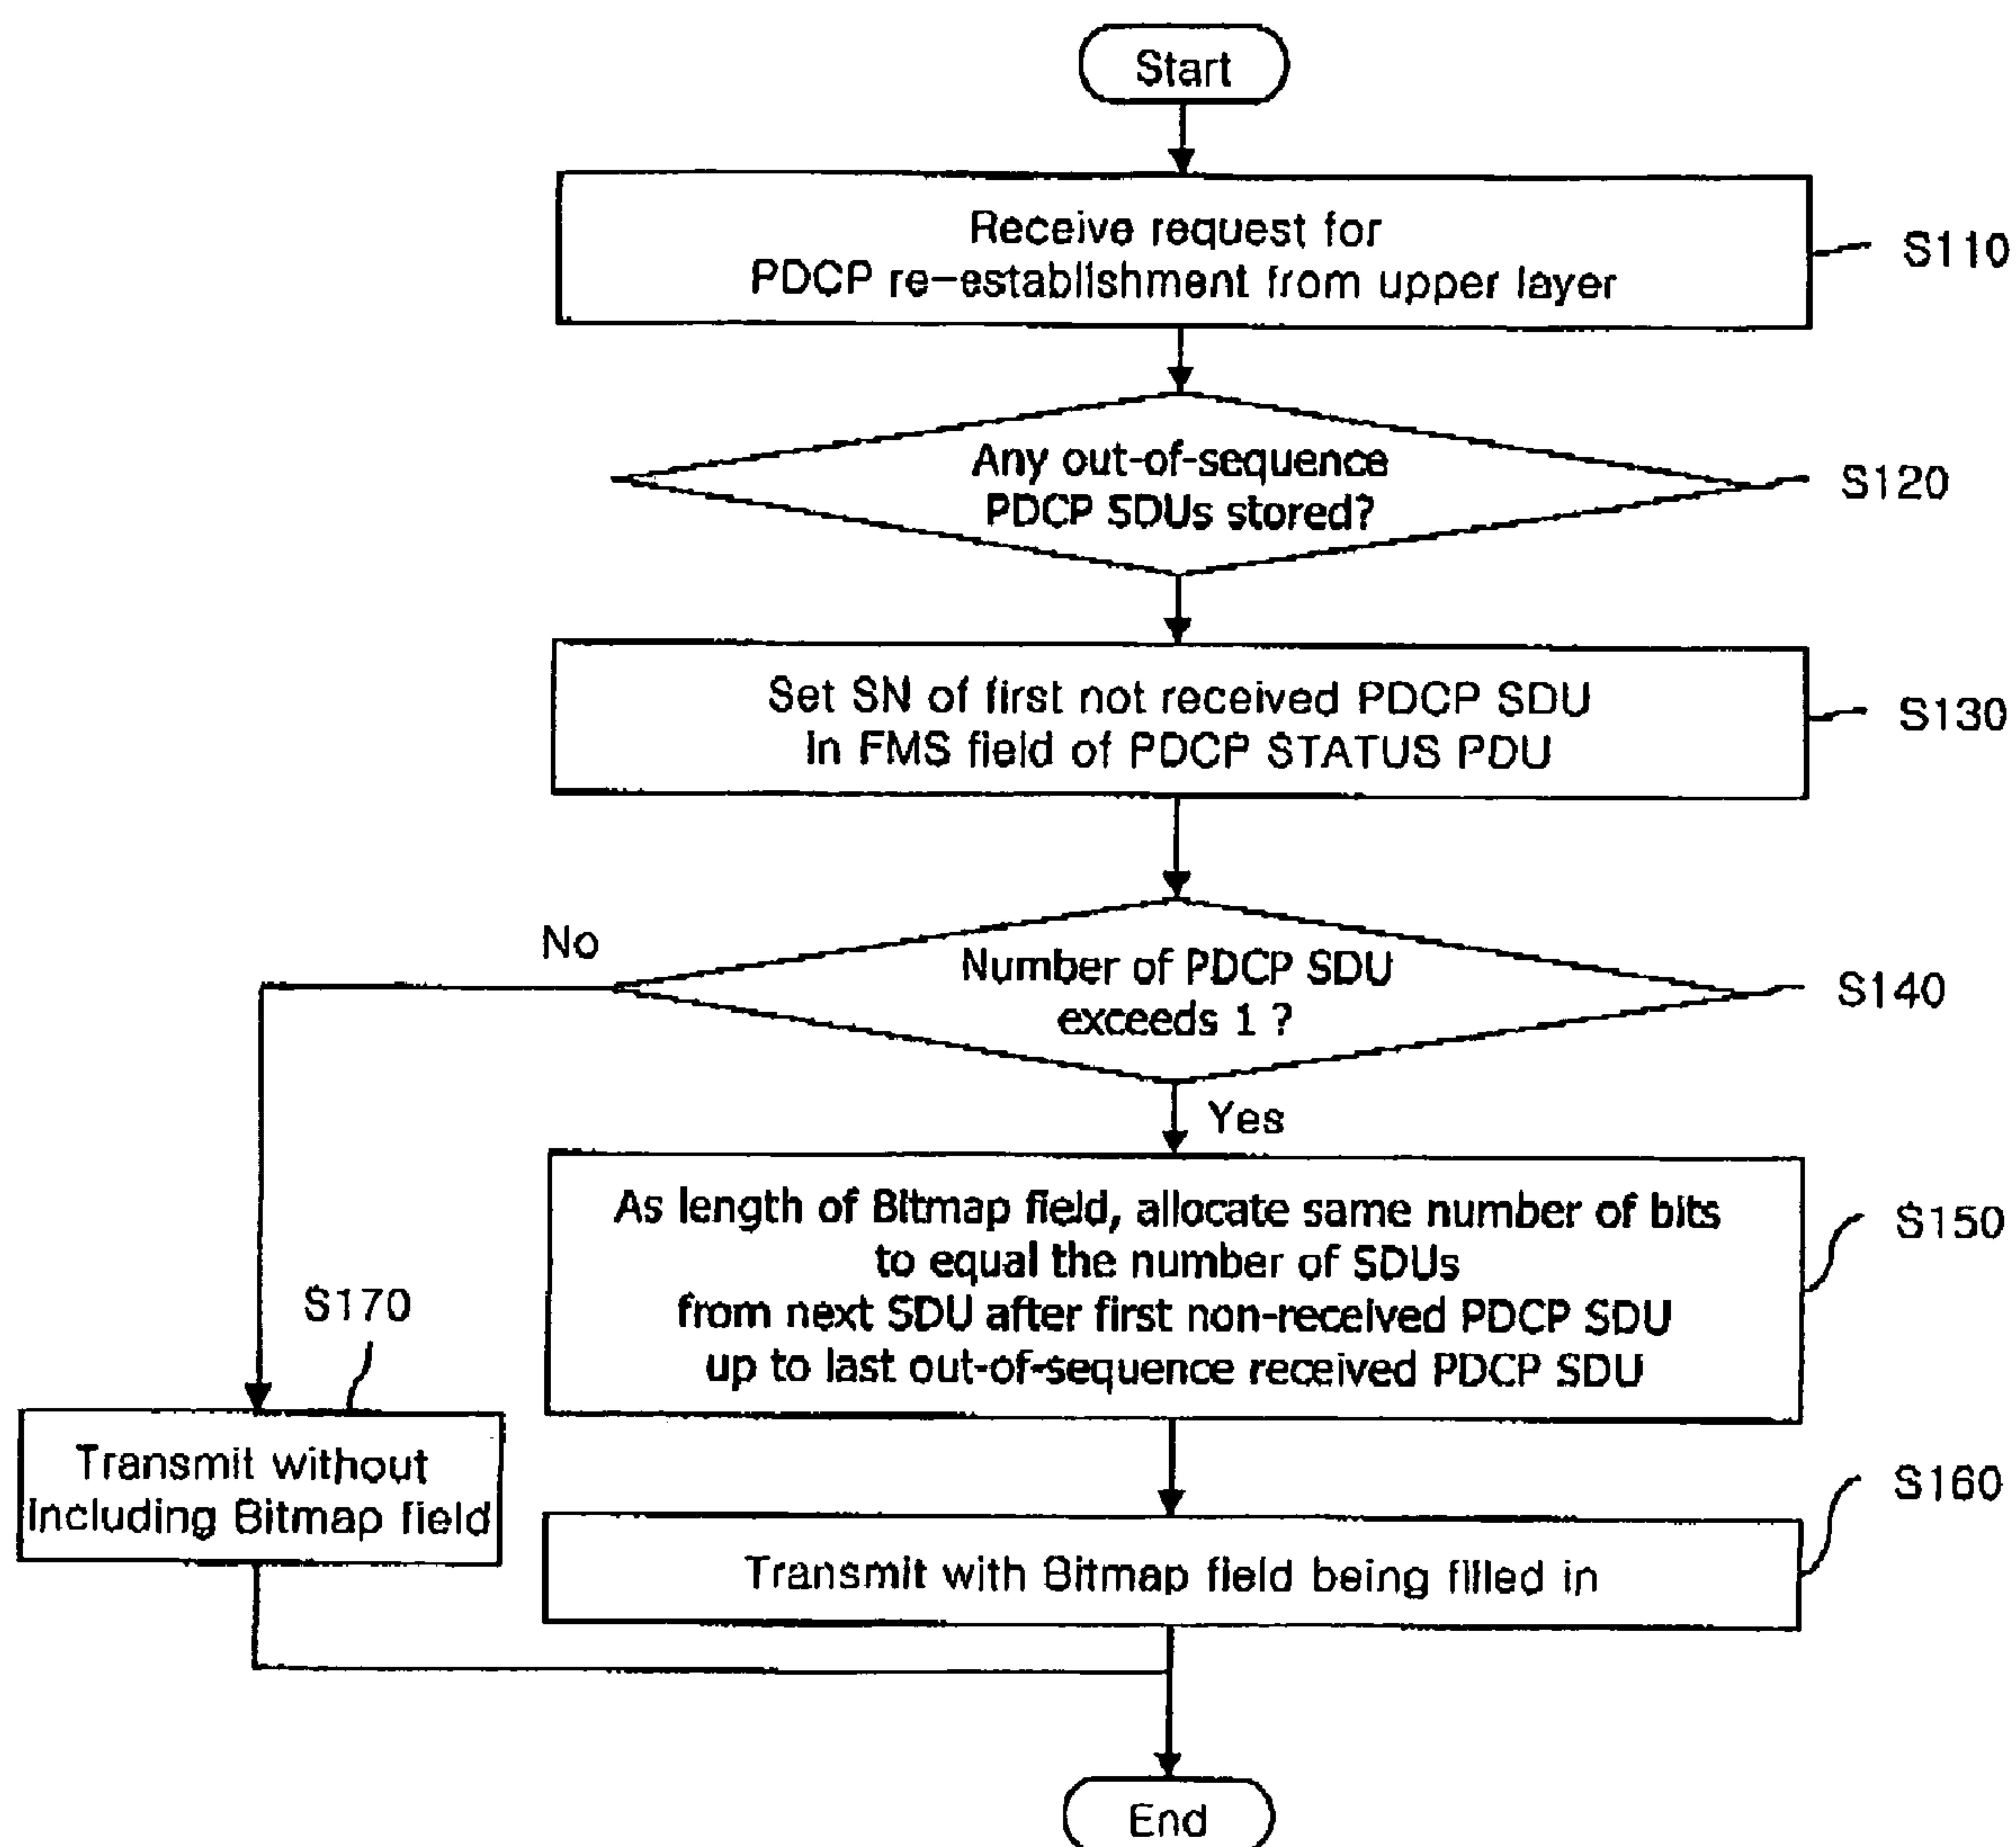 Start
Receive request for
PDCP re-establishment from upper layer
S110
Any out-of-sequence
PDCP SDUs stored?
S120
Set SN of first not received PDCP SDU
in FMS field of PDCP STATUS PDU
S130
No
Number of PDCP SDU
exceeds 1 ?
S140
Yes
As length of Bitmap field, allocate same number of bits
to equal the number of SDUs
from next SDU after first non-received PDCP SDU
up to last out-of-sequence received PDCP SDU
S150
S170
Transmit without
including Bitmap field
S160
Transmit with Bitmap field being filled in
End